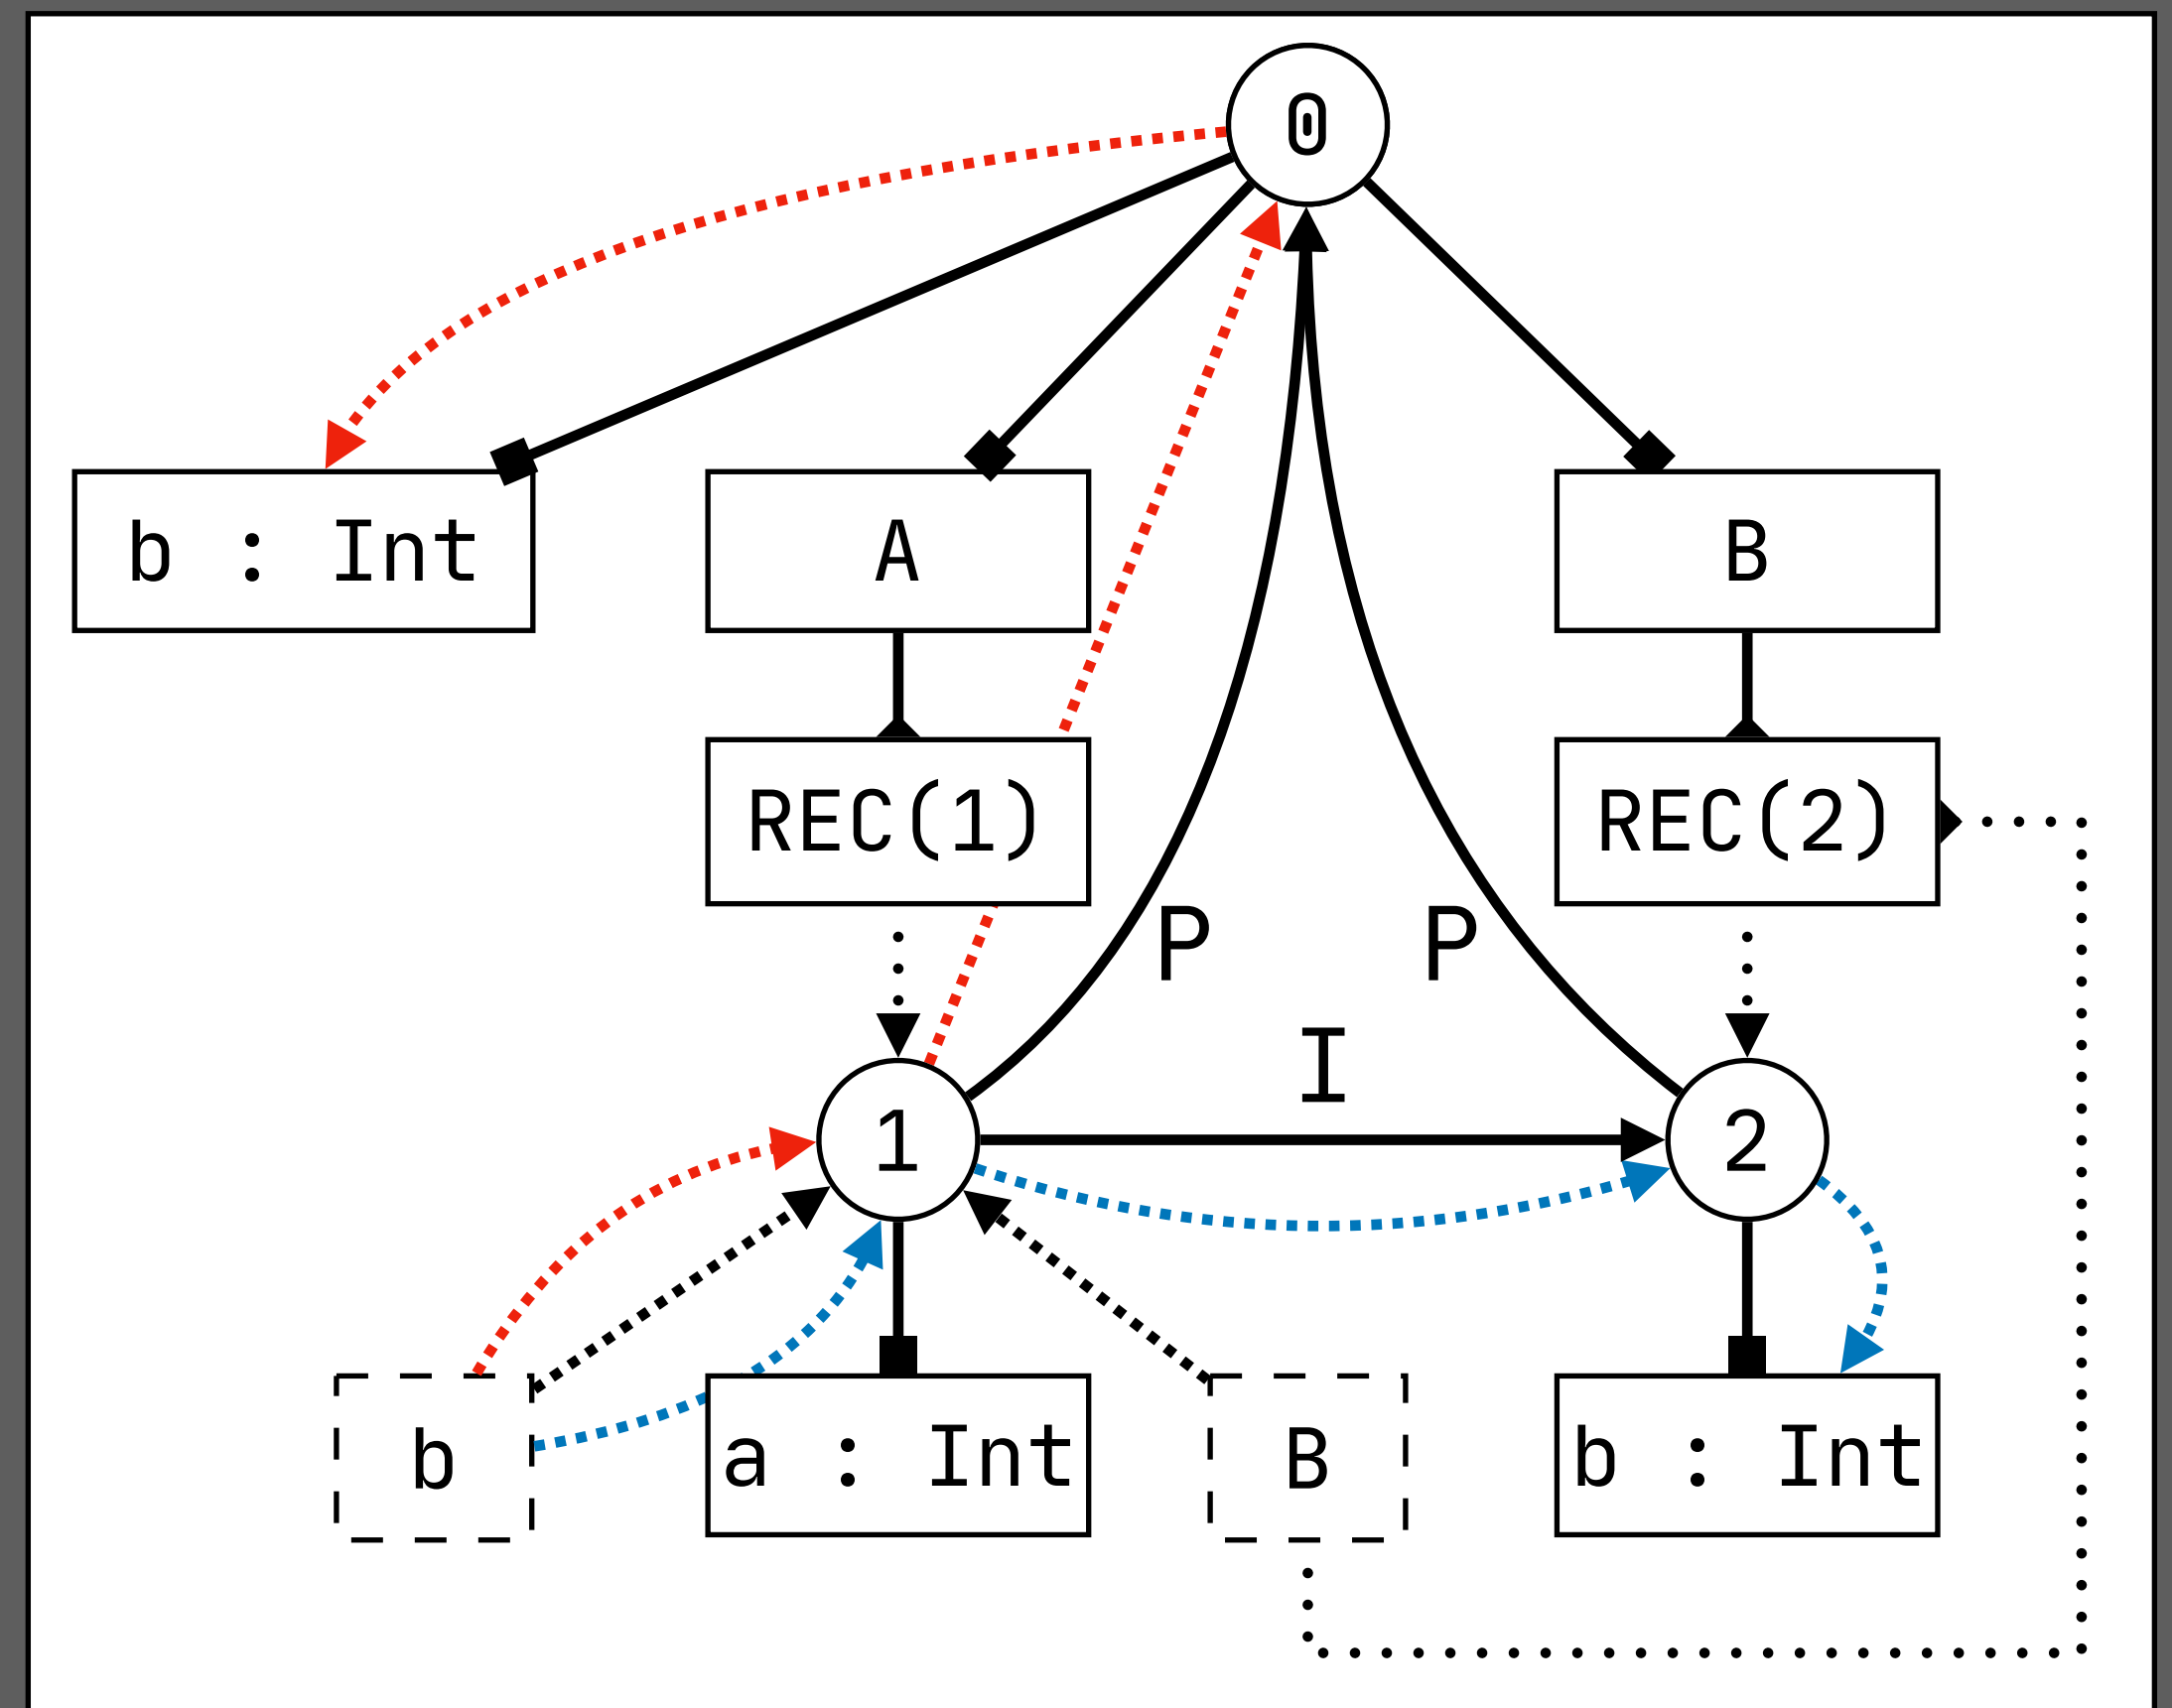 0
b : Int
A
B
REC(1)
REC(2)
P
P
I
1
2
b
a : Int
B
b : Int